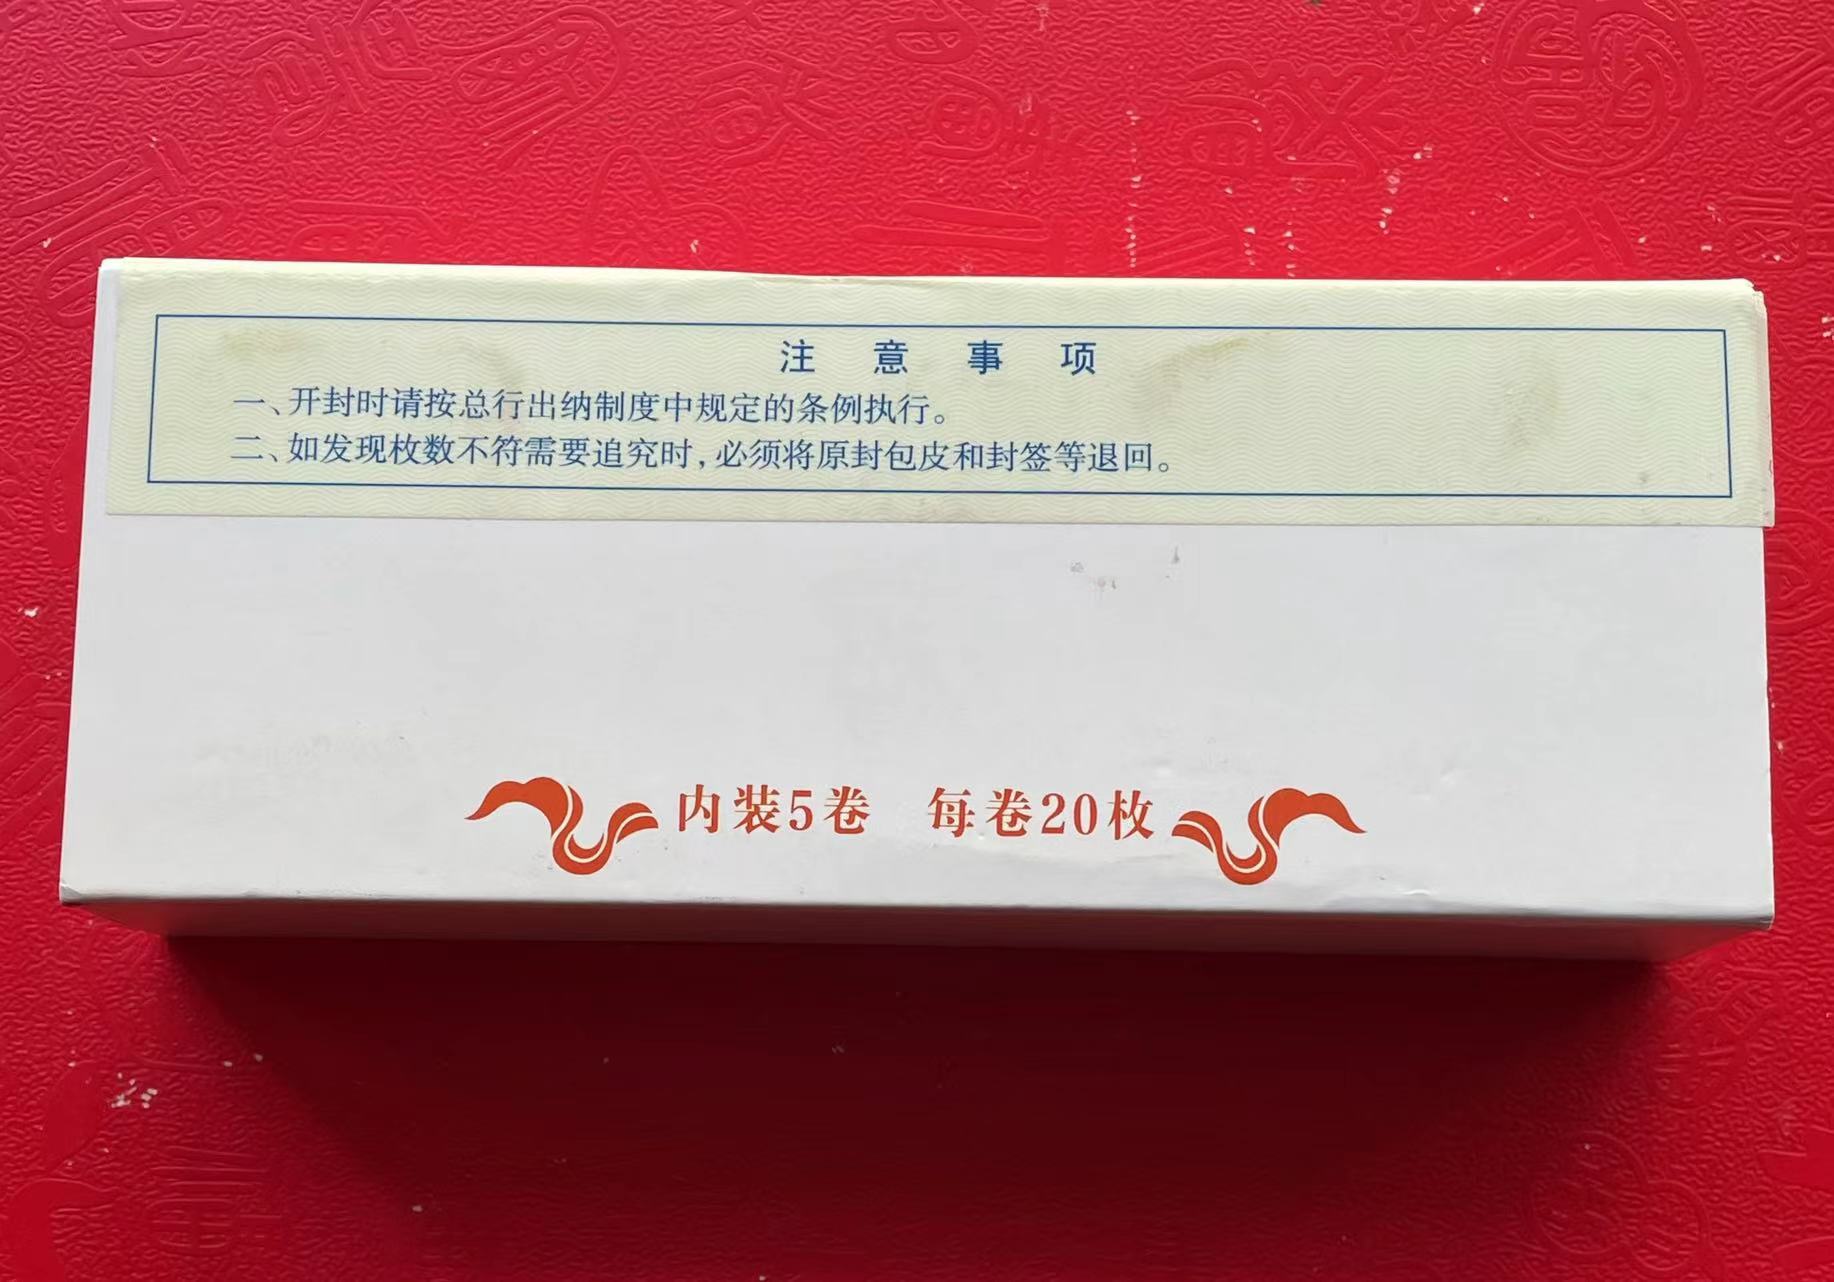 注意事项
一、开封时请按总行出纳制度中规定的条例执行。
二、如发现枚数不符需要追究时,必须将原封包皮和封签等退回。
内装5卷 每卷20枚